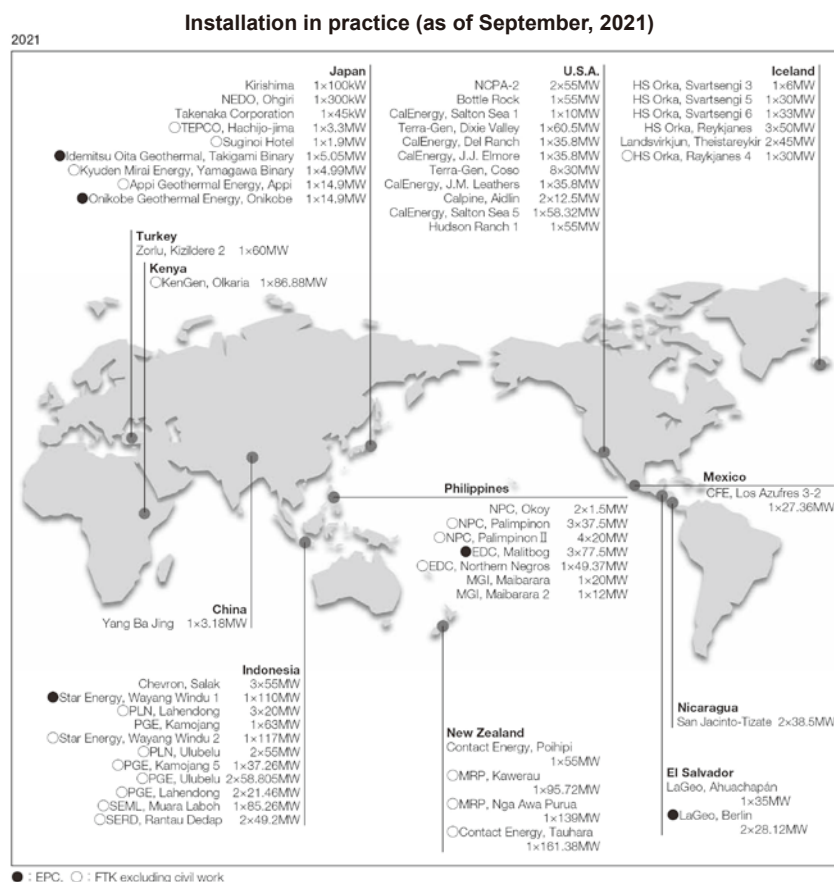 Installation in practice (as of September, 2021)
2021
Japan
Kirishima 1×100kW
NEDO, Ohgiri 1×300kW
Takenaka Corporation 1×45kW
○TEPCO, Hachijo-jima 1×3.3MW
○Suginoi Hotel 1×1.9MW
●Idemitsu Oita Geothermal, Takigami Binary 1×5.05MW
○Kyuden Mirai Energy, Yamagawa Binary 1×4.99MW
○Appi Geothermal Energy, Appi 1×14.9MW
●Onikobe Geothermal Energy, Onikobe 1×14.9MW
U.S.A.
NCPA-2 2×55MW
Bottle Rock 1×55MW
CalEnergy, Salton Sea 1 1×10MW
Terra-Gen, Dixie Valley 1×60.5MW
CalEnergy, Del Ranch 1×35.8MW
CalEnergy, J.J. Elmore 1×35.8MW
Terra-Gen, Coso 8×30MW
CalEnergy, J.M. Leathers 1×35.8MW
Calpine, Aidlin 2×12.5MW
CalEnergy, Salton Sea 5 1×58.32MW
Hudson Ranch 1 1×55MW
Iceland
HS Orka, Svartsengi 3 1×6MW
HS Orka, Svartsengi 5 1×30MW
HS Orka, Svartsengi 6 1×33MW
HS Orka, Reykjanes 3×50MW
Landsvirkjun, Theistareykir 2×45MW
○HS Orka, Raykjanes 4 1×30MW
Turkey
Zorlu, Kizildere 2 1×60MW
Kenya
○KenGen, Olkaria 1×86.88MW
Mexico
CFE, Los Azufres 3-2
1×27.36MW
Philippines
NPC, Okoy 2×1.5MW
○NPC, Palimpinon 3×37.5MW
○NPC, Palimpinon Ⅱ 4×20MW
●EDC, Malitbog 3×77.5MW
○EDC, Northern Negros 1×49.37MW
MGI, Maibarara 1×20MW
MGI, Maibarara 2 1×12MW
China
Yang Ba Jing 1×3.18MW
Indonesia
Chevron, Salak 3×55MW
●Star Energy, Wayang Windu 1 1×110MW
○PLN, Lahendong 3×20MW
PGE, Kamojang 1×63MW
○Star Energy, Wayang Windu 2 1×117MW
○PLN, Ulubelu 2×55MW
○PGE, Kamojang 5 1×37.26MW
○PGE, Ulubelu 2×58.805MW
○PGE, Lahendong 2×21.46MW
○SEML, Muara Laboh 1×85.26MW
○SERD, Rantau Dedap 2×49.2MW
New Zealand
Contact Energy, Poihipi
1×55MW
○MRP, Kawerau
1×95.72MW
○MRP, Nga Awa Purua
1×139MW
○Contact Energy, Tauhara
1×161.38MW
Nicaragua
San Jacinto-Tizate 2×38.5MW
El Salvador
LaGeo, Ahuachapán
1×35MW
●LaGeo, Berlin
2×28.12MW
● : EPC, ○ : FTK excluding civil work